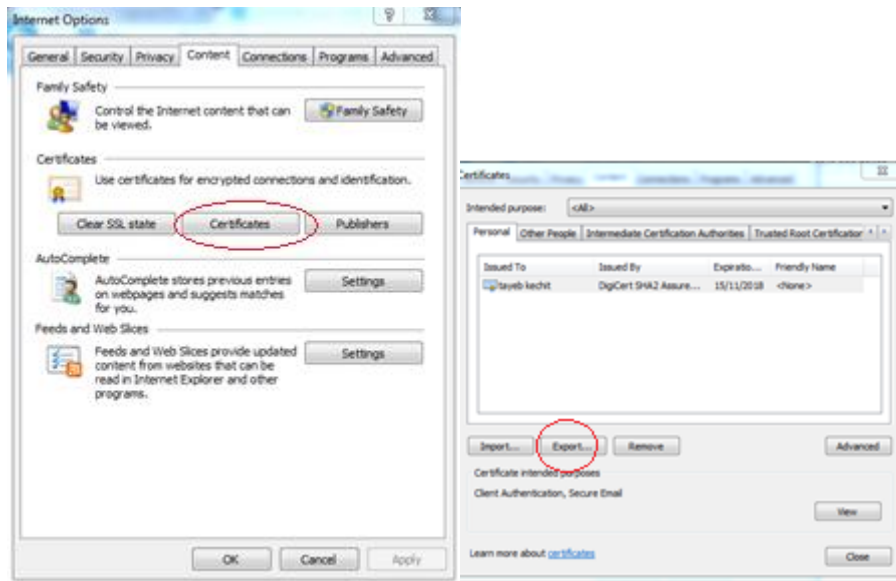 Internet Options
General Security Privacy Content Connections Programs Advanced
Family Safety
Control the Internet content that can
be viewed.
Family Safety
Certificates
Use certificates for encrypted connections and identification.
Clear SSL state Certificates Publishers
AutoComplete
AutoComplete stores previous entries
on webpages and suggests matches
for you.
Settings
Feeds and Web Slices
Feeds and Web Slices provide updated
content from websites that can be
read in Internet Explorer and other
programs.
Settings
OK Cancel Apply
Certificates
Intended purpose: <All>
Personal Other People Intermediate Certification Authorities Trusted Root Certification
Issued To Issued By Expiratio... Friendly Name
tayeb kechit DigiCert SHA2 Assure... 15/11/2018 <None>
Import... Export... Remove Advanced
Certificate intended purposes
Client Authentication, Secure Email
View
Learn more about certificates
Close